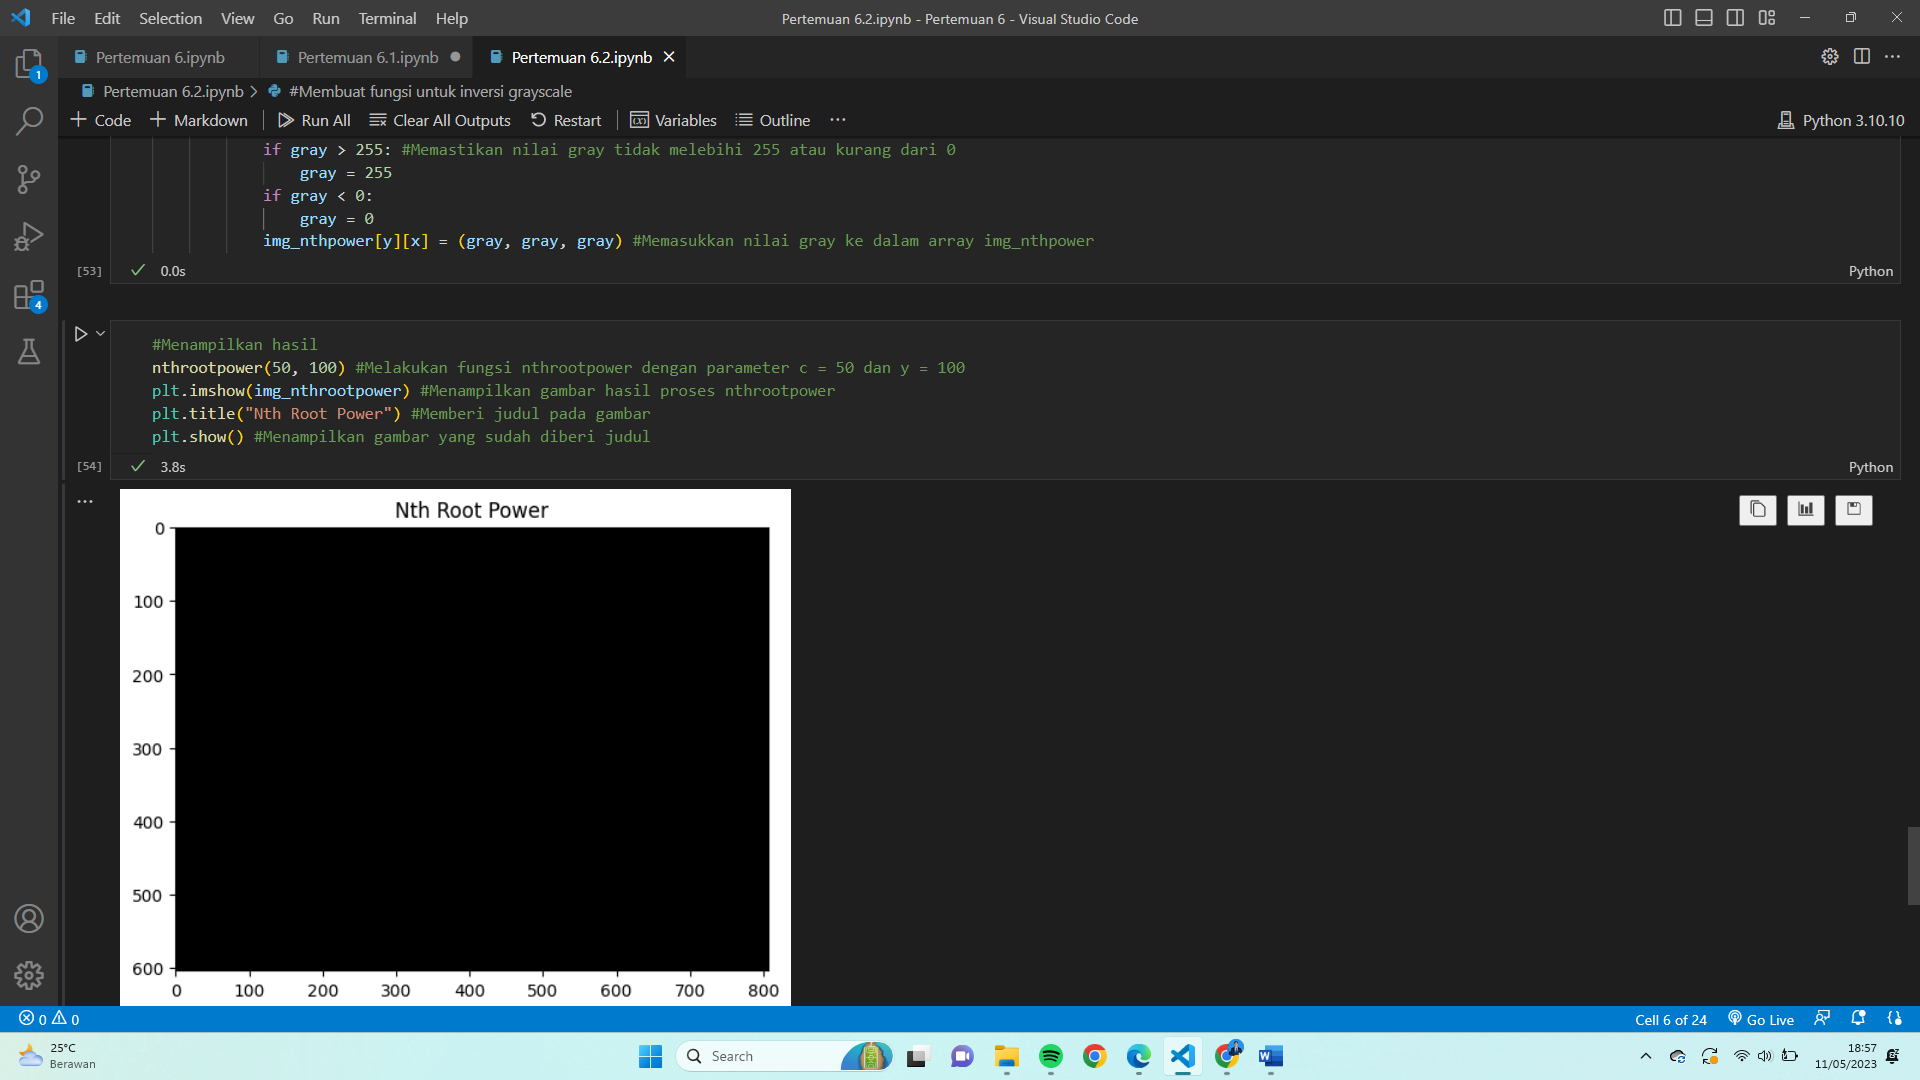 File Edit Selection View Go Run Terminal Help
Pertemuan 6.2.ipynb - Pertemuan 6 - Visual Studio Code
Pertemuan 6.ipynb
Pertemuan 6.1.ipynb
Pertemuan 6.2.ipynb
Pertemuan 6.2.ipynb > #Membuat fungsi untuk inversi grayscale
Code
Markdown
Run All
Clear All Outputs
Restart
Variables
Outline
...
Python 3.10.10
if gray > 255: #Memastikan nilai gray tidak melebihi 255 atau kurang dari 0
gray = 255
if gray < 0:
gray = 0
img_nthpower[y][x] = (gray, gray, gray) #Memasukkan nilai gray ke dalam array img_nthpower
[53]
0.0s
Python
#Menampilkan hasil
nthrootpower(50, 100) #Melakukan fungsi nthrootpower dengan parameter c = 50 dan y = 100
plt.imshow(img_nthrootpower) #Menampilkan gambar hasil proses nthrootpower
plt.title("Nth Root Power") #Memberi judul pada gambar
plt.show() #Menampilkan gambar yang sudah diberi judul
[54]
3.8s
Python
...
Nth Root Power
0
100
200
300
400
500
600
0 100 200 300 400 500 600 700 800
1
4
0 0
Cell 6 of 24
Go Live
25°C
Berawan
Search
18:57
11/05/2023